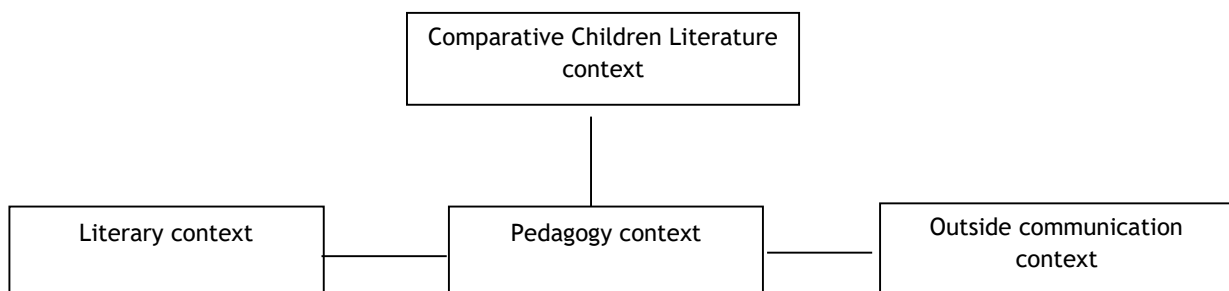 Comparative Children Literature
context
Literary context
Pedagogy context
Outside communication
context